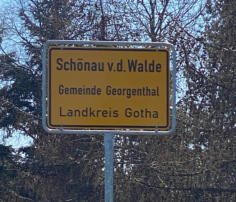 Schönau v.d. Walde
Gemeinde Georgenthal
Landkreis Gotha